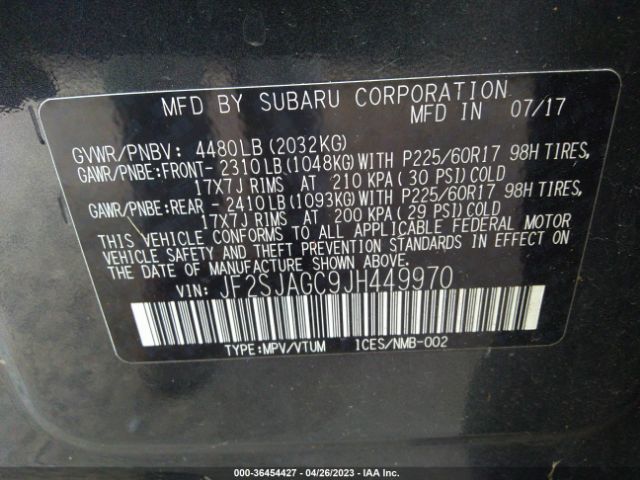 MFD BY SUBARU CORPORATION
MFD IN 07/17
GVWR/PNBV: 4480LB (2032KG)
GAWR/PNBE:FRONT- 2310LB(1048KG)WITH P225/60R17 98H TIRES,
17X7J RIMS AT 210 KPA( 30 PSI)COLD
GAWR/PNBE:REAR - 2410LB(1093KG)WITH P225/60R17 98H TIRES,
17X7J RIMS AT 200 KPA( 29 PSI)COLD
THIS VEHICLE CONFORMS TO ALL APPLICABLE FEDERAL MOTOR
VEHICLE SAFETY AND THEFT PREVENTION STANDARDS IN EFFECT ON
THE DATE OF MANUFACTURE SHOWN ABOVE.
VIN: JF2SJAGC9JH449970
TYPE:MPV/VTUM 1CES/NMB-002
000-36454427 - 04/26/2023 - IAA Inc.